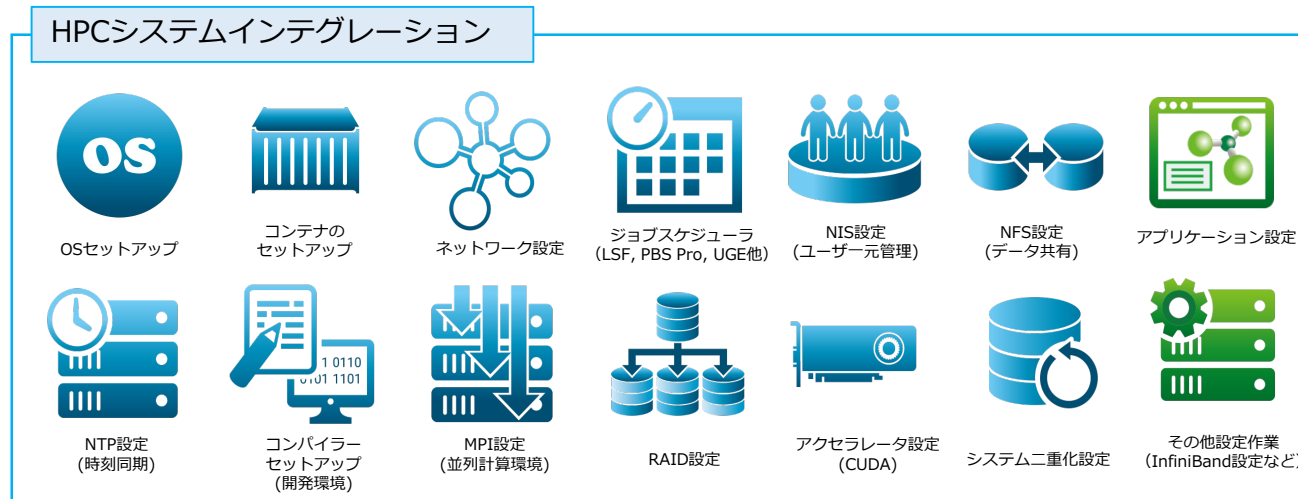 HPCシステムインテグレーション
OS
OSセットアップ
コンテナの
セットアップ
ネットワーク設定
ジョブスケジューラ
(LSF, PBS Pro, UGE他)
NIS設定
(ユーザー元管理)
NFS設定
(データ共有)
アプリケーション設定
1 0110
0101 1101
NTP設定
(時刻同期)
コンパイラー
セットアップ
(開発環境)
MPI設定
(並列計算環境)
RAID設定
アクセラレータ設定
(CUDA)
システム二重化設定
その他設定作業
(InfiniBand設定など)